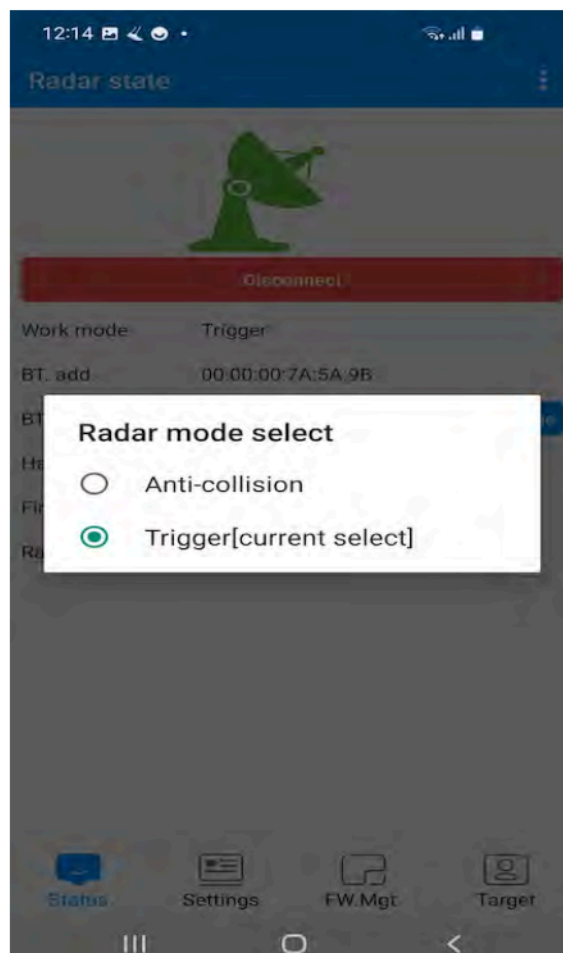 12:14
Radar state
Disconnect
Work mode Trigger
BT. add 00:00:00:7A:5A:9B
BT
Radar mode select
Anti-collision
Trigger[current select]
Status Settings FW.Mgt Target